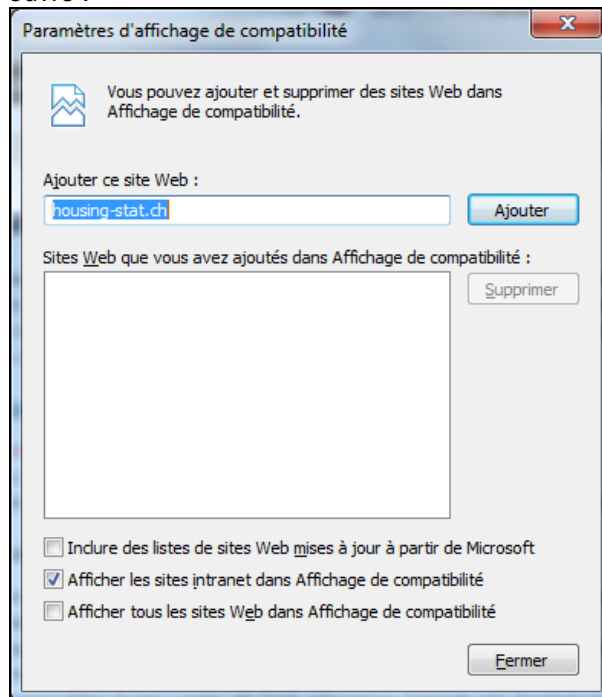 Paramètres d'affichage de compatibilité
Vous pouvez ajouter et supprimer des sites Web dans
Affichage de compatibilité.
Ajouter ce site Web :
housing-stat.ch
Ajouter
Sites Web que vous avez ajoutés dans Affichage de compatibilité :
Supprimer
Inclure des listes de sites Web mises à jour à partir de Microsoft
Afficher les sites intranet dans Affichage de compatibilité
Afficher tous les sites Web dans Affichage de compatibilité
Fermer